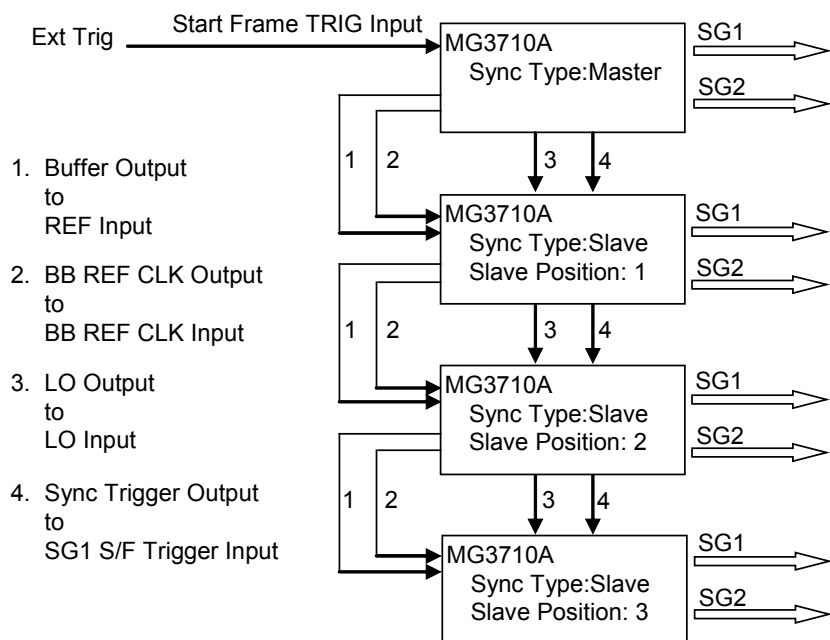 Ext Trig
Start Frame TRIG Input
MG3710A
Sync Type:Master
SG1
SG2
1
2
3
4
1. Buffer Output
to
REF Input
MG3710A
Sync Type:Slave
Slave Position: 1
SG1
SG2
2. BB REF CLK Output
to
BB REF CLK Input
1
2
3
4
3. LO Output
to
LO Input
MG3710A
Sync Type:Slave
Slave Position: 2
SG1
SG2
4. Sync Trigger Output
to
SG1 S/F Trigger Input
1
2
3
4
MG3710A
Sync Type:Slave
Slave Position: 3
SG1
SG2